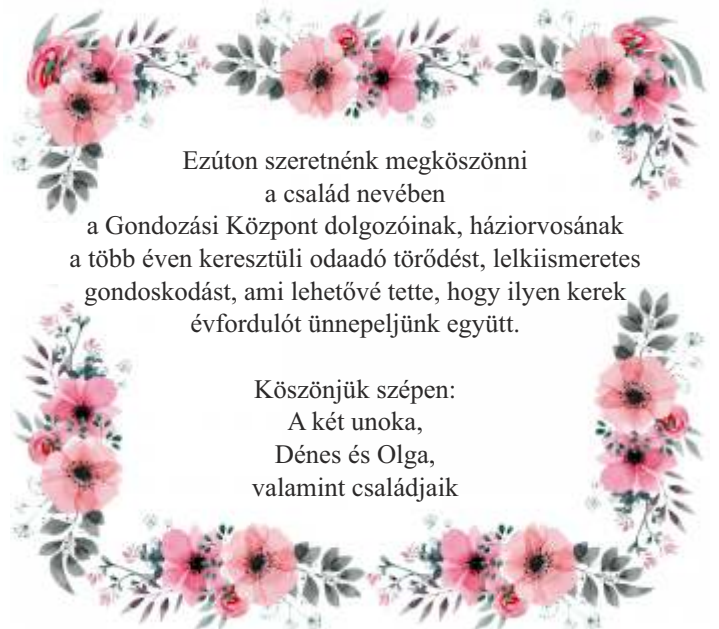 Ezúton szeretnénk megköszönni
a család nevében
a Gondozási Központ dolgozóinak, háziorvosának
a több éven keresztüli odaadó törődést, lelkiismeretes
gondoskodást, ami lehetővé tette, hogy ilyen kerek
évfordulót ünnepeljünk együtt.
Köszönjük szépen:
A két unoka,
Dénes és Olga,
valamint családjaik